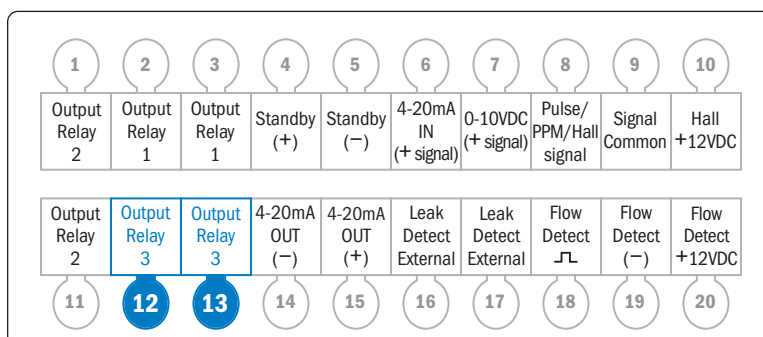 1 2 3 4 5 6 7 8 9 10
Output Relay 2
Output Relay 1
Output Relay 1
Standby (+)
Standby (−)
4-20mA IN (+ signal)
0-10VDC (+ signal)
Pulse/ PPM/Hall signal
Signal Common
Hall +12VDC
Output Relay 2
Output Relay 3
Output Relay 3
4-20mA OUT (−)
4-20mA OUT (+)
Leak Detect External
Leak Detect External
Flow Detect
Flow Detect (−)
Flow Detect +12VDC
11 12 13 14 15 16 17 18 19 20